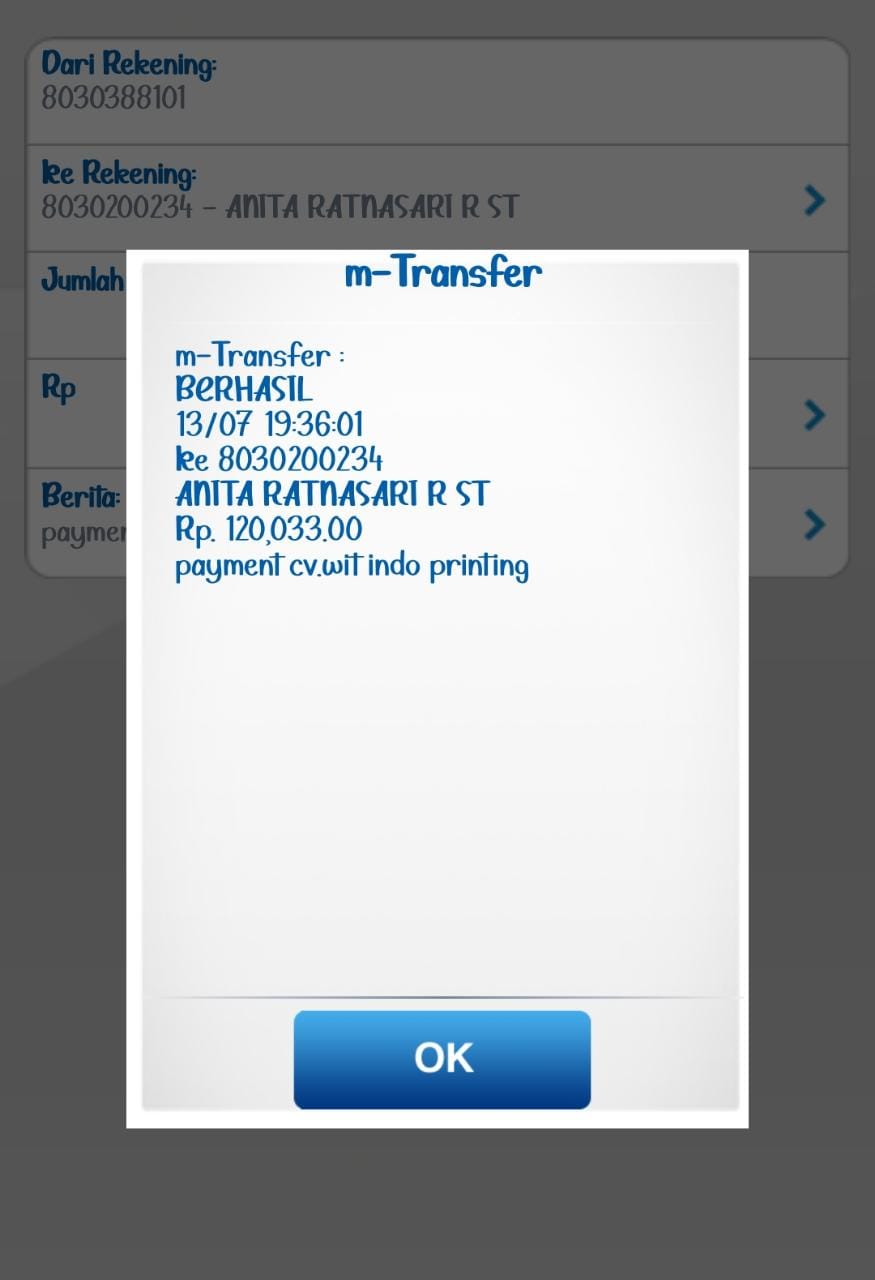 Dari Rekening:
8030388101
ke Rekening:
8030200234 - ANITA RATNASARI R ST
Jumlah
Rp
Berita:
paymen
m-Transfer
m-Transfer :
BERHASIL
13/07 19:36:01
ke 8030200234
ANITA RATNASARI R ST
Rp. 120,033.00
payment cv.wit indo printing
OK